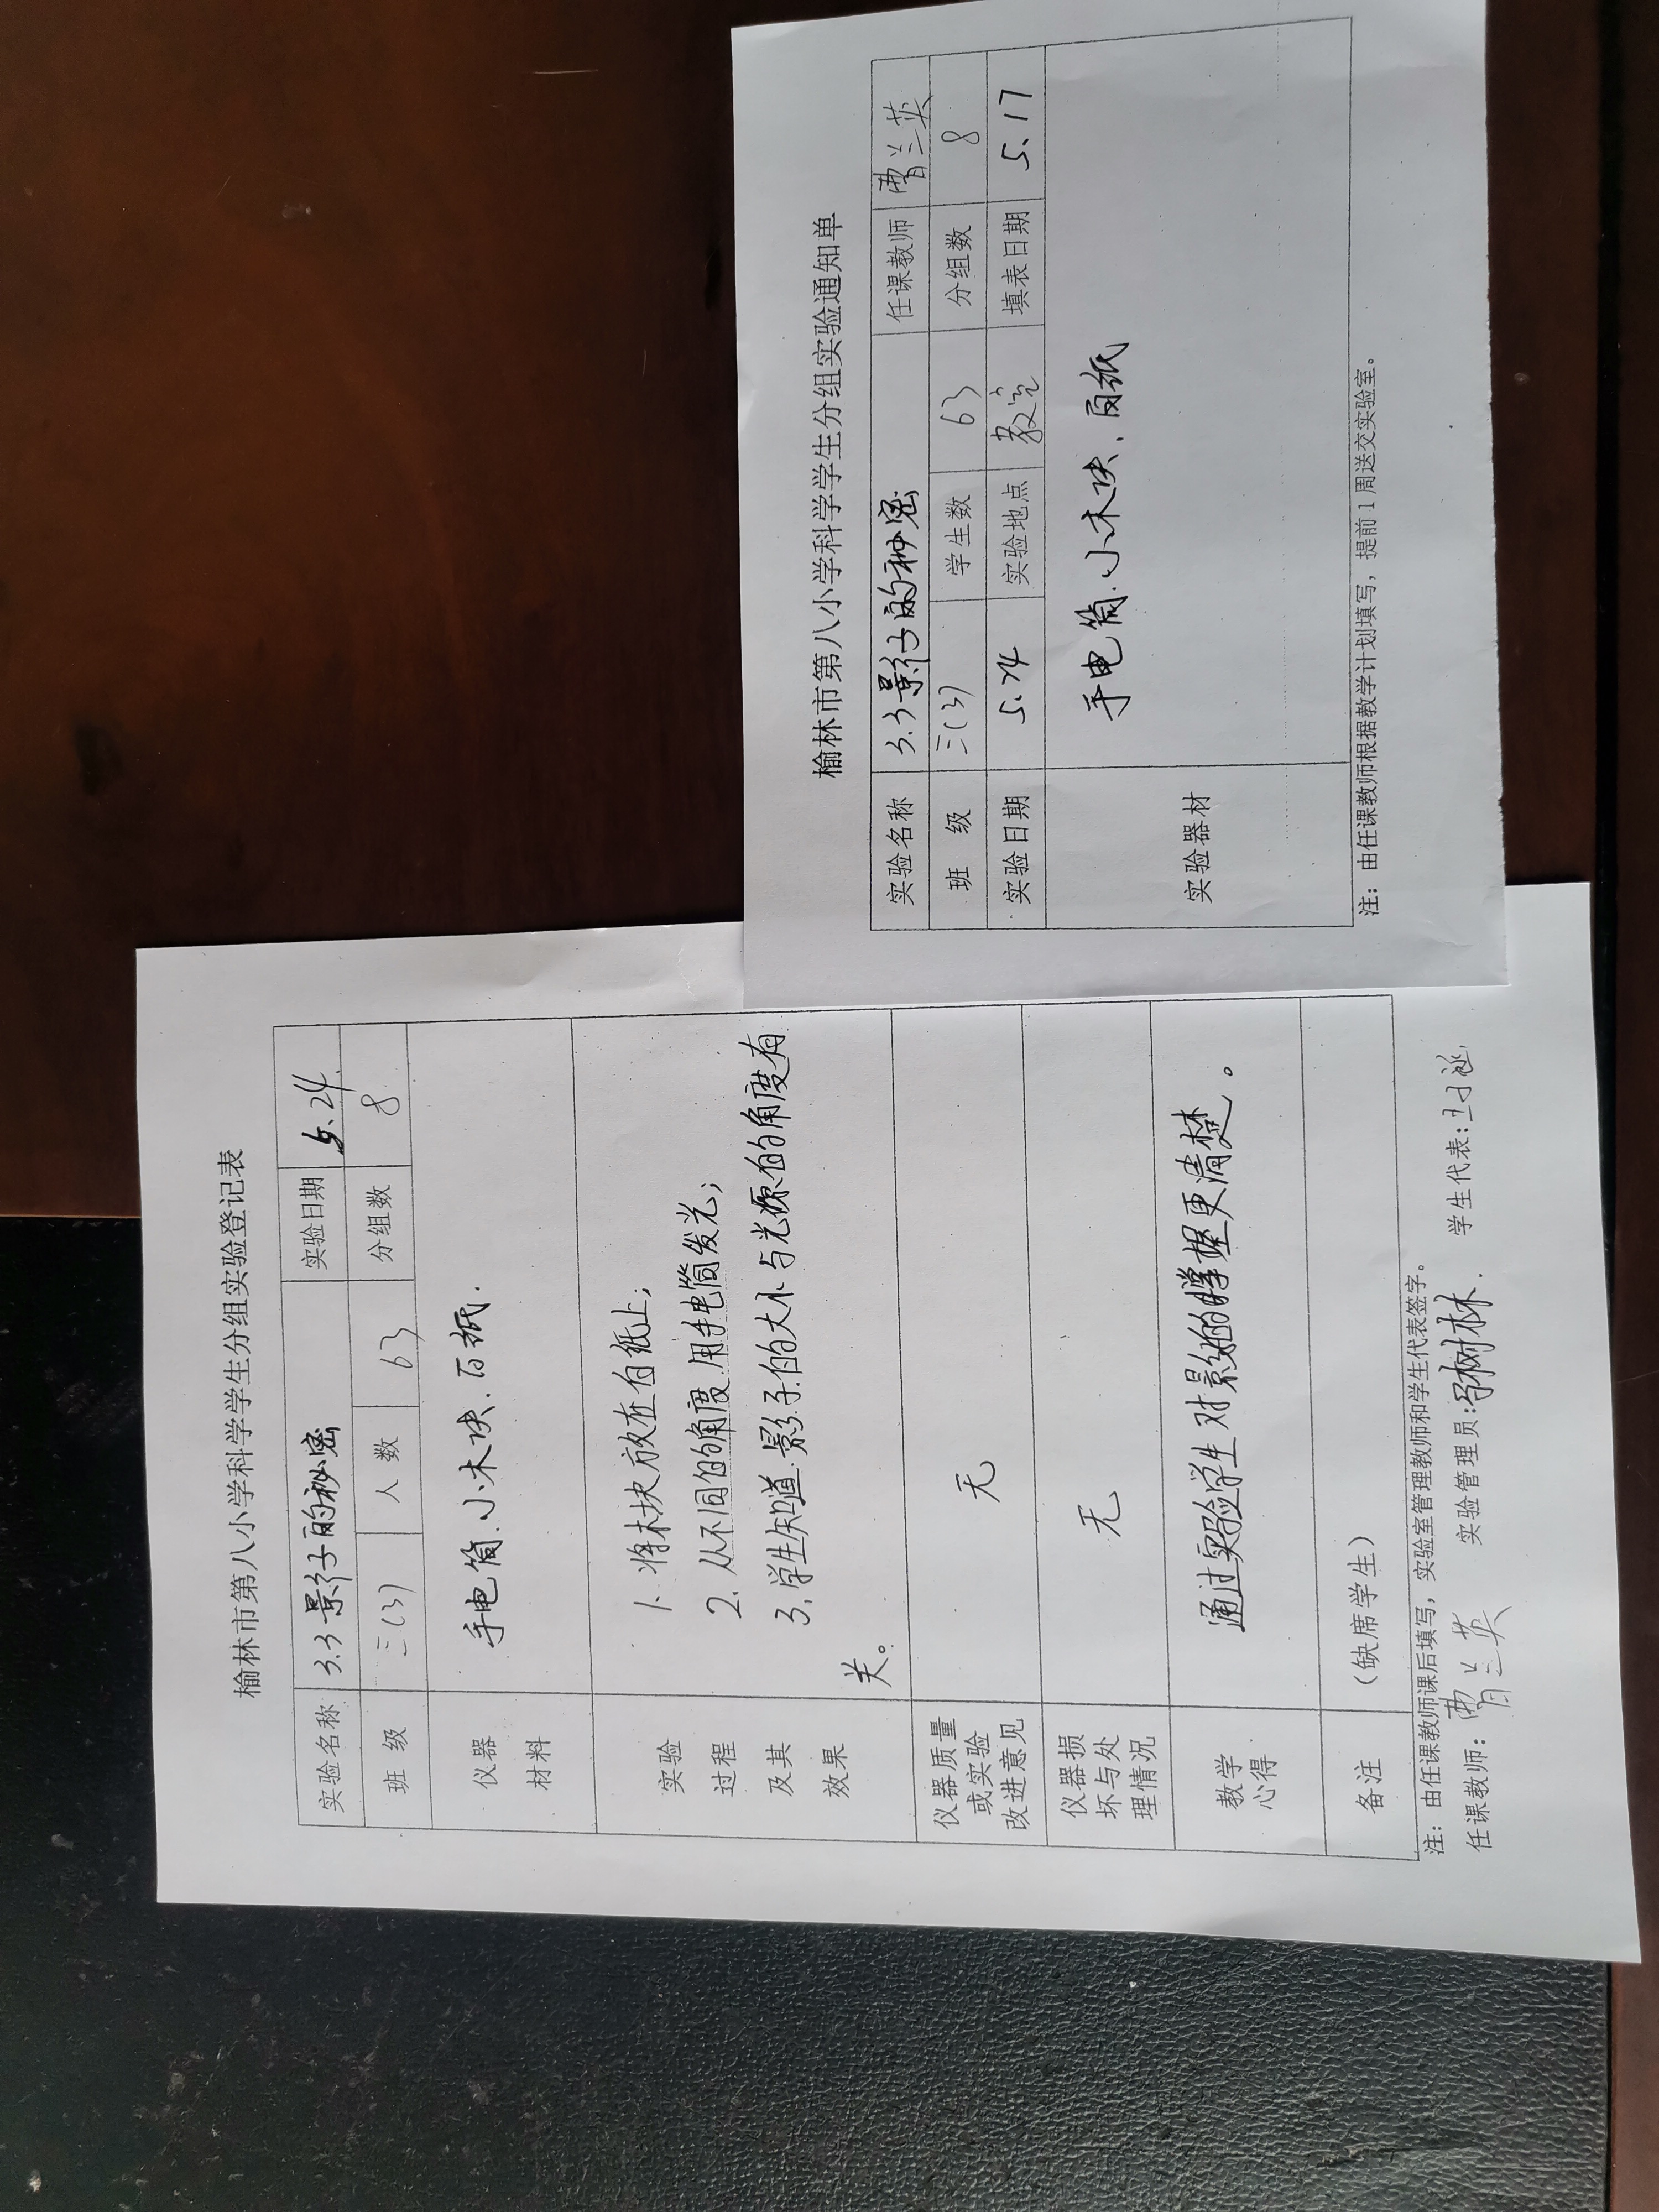 榆林市第八小学科学学生分组实验登记表
实验名称 3.3影子的秘密 实验日期 5.24
班 级 三(3) 人 数 63 分组数 8
仪器
材料
手电筒、小木块、白纸.
实验
过程
及其
效果
1. 将木块放在白纸上;
2. 从不同的角度用手电筒发光;
3. 学生知道影子的大小与光源的角度有
关。
仪器质量
或实验
改进意见
无
仪器损
坏与处
理情况
无
教学
心得
通过实验学生对影子的掌握更清楚。
备注 (缺席学生)
注: 由任课教师课后填写, 实验室管理教师和学生代表签字。
任课教师: 曹兰英 实验管理员: 树林. 学生代表:
榆林市第八小学科学学生分组实验通知单
实验名称 3.3影子的秘密 任课教师 曹兰英
班 级 三(3) 学生数 63 分组数 8
实验日期 5.24 实验地点 教室 填表日期 5.17
实验器材 手电筒.小木块、白纸
注: 由任课教师根据教学计划填写, 提前1周送交实验室。